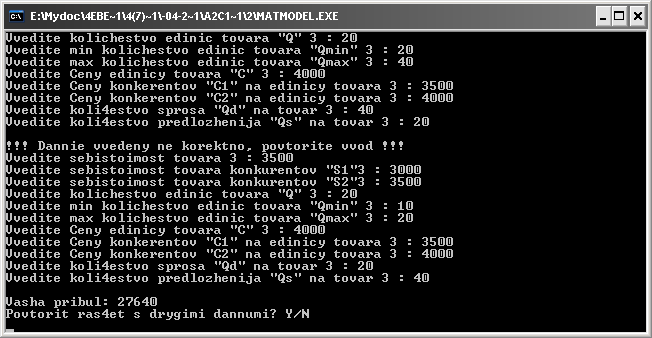 E:\Mydoc\4EBE~1\4(7)~1\-04-2~1\A2C1~1\2\MATMODEL.EXE
Vvedite kolichestvo edinic tovara "Q" 3 : 20
Vvedite min kolichestvo edinic tovara "Qmin" 3 : 20
Vvedite max kolichestvo edinic tovara "Qmax" 3 : 40
Vvedite Ceny edinicy tovara "C" 3 : 4000
Vvedite Ceny konkerentov "C1" na edinicy tovara 3 : 3500
Vvedite Ceny konkerentov "C2" na edinicy tovara 3 : 4000
Vvedite koli4estvo sprosa "Qd" na tovar 3 : 40
Vvedite koli4estvo predlozhenija "Qs" na tovar 3 : 20
!!! Dannie vvedeny ne korektno, povtorite vvod !!!
Vvedite sebistoimost tovara 3 : 3500
Vvedite sebistoimost tovara konkurentov "S1"3 : 3000
Vvedite sebistoimost tovara konkurentov "S2"3 : 3500
Vvedite kolichestvo edinic tovara "Q" 3 : 20
Vvedite min kolichestvo edinic tovara "Qmin" 3 : 10
Vvedite max kolichestvo edinic tovara "Qmax" 3 : 20
Vvedite Ceny edinicy tovara "C" 3 : 4000
Vvedite Ceny konkerentov "C1" na edinicy tovara 3 : 3500
Vvedite Ceny konkerentov "C2" na edinicy tovara 3 : 4000
Vvedite koli4estvo sprosa "Qd" na tovar 3 : 20
Vvedite koli4estvo predlozhenija "Qs" na tovar 3 : 40
Vasha pribul: 27640
Povtorit ras4et s drygimi dannumi? Y/N